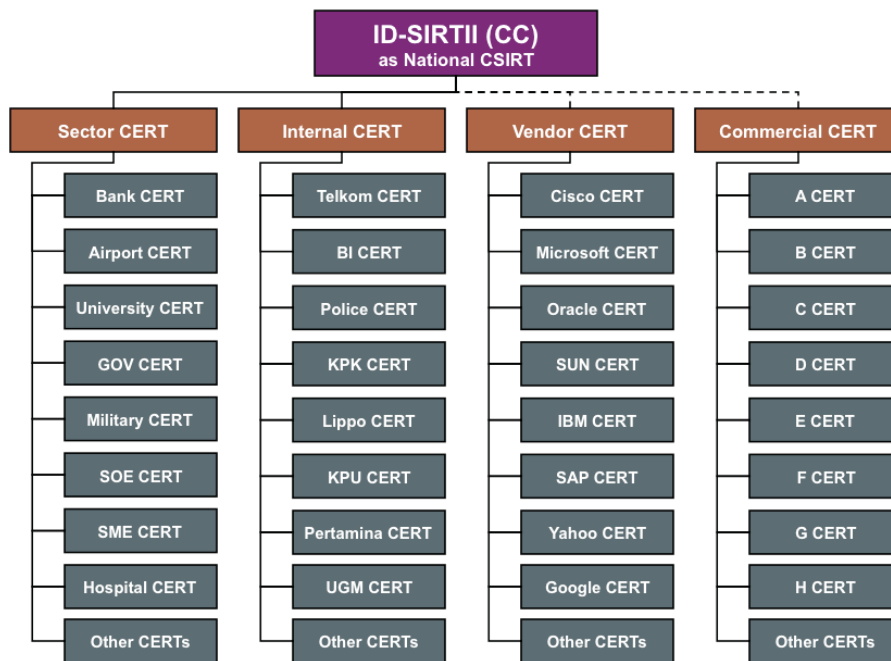 ID-SIRTII (CC)
as National CSIRT
Sector CERT
Internal CERT
Vendor CERT
Commercial CERT
Bank CERT
Telkom CERT
Cisco CERT
A CERT
Airport CERT
BI CERT
Microsoft CERT
B CERT
University CERT
Police CERT
Oracle CERT
C CERT
GOV CERT
KPK CERT
SUN CERT
D CERT
Military CERT
Lippo CERT
IBM CERT
E CERT
SOE CERT
KPU CERT
SAP CERT
F CERT
SME CERT
Pertamina CERT
Yahoo CERT
G CERT
Hospital CERT
UGM CERT
Google CERT
H CERT
Other CERTs
Other CERTs
Other CERTs
Other CERTs